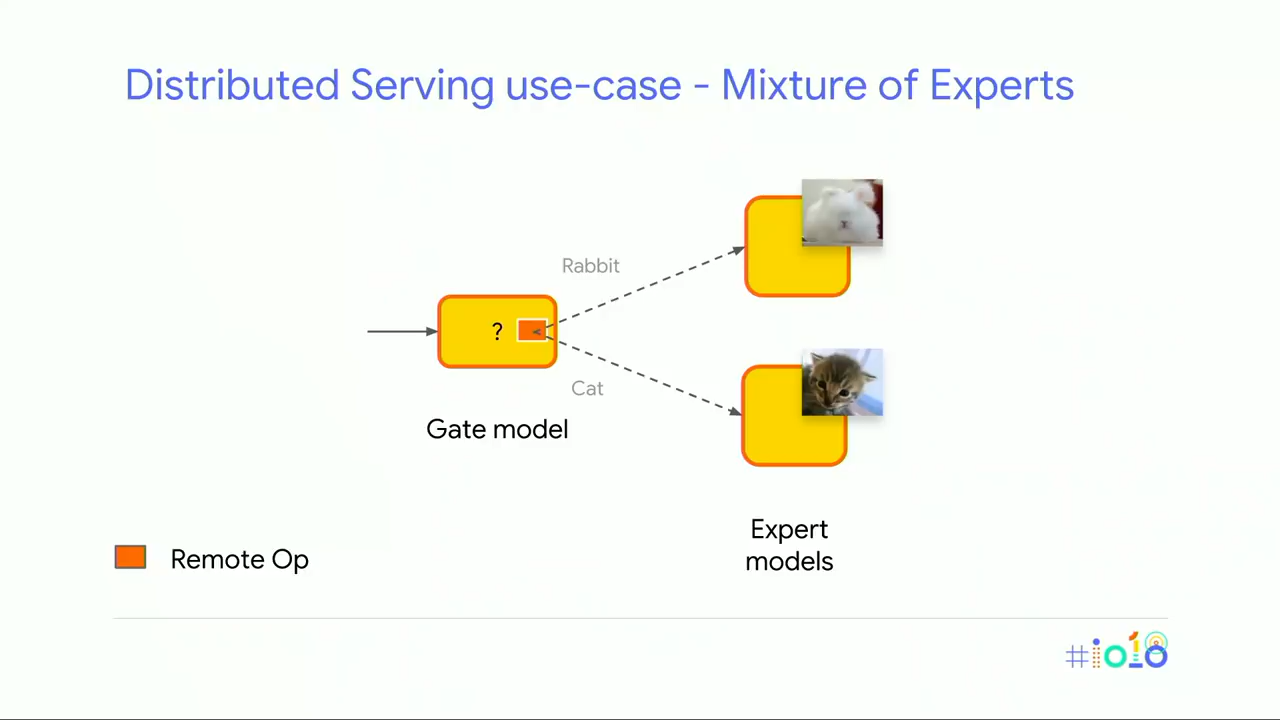 Distributed Serving use-case - Mixture of Experts
Rabbit
?
Cat
Gate model
Expert
models
Remote Op
#io18